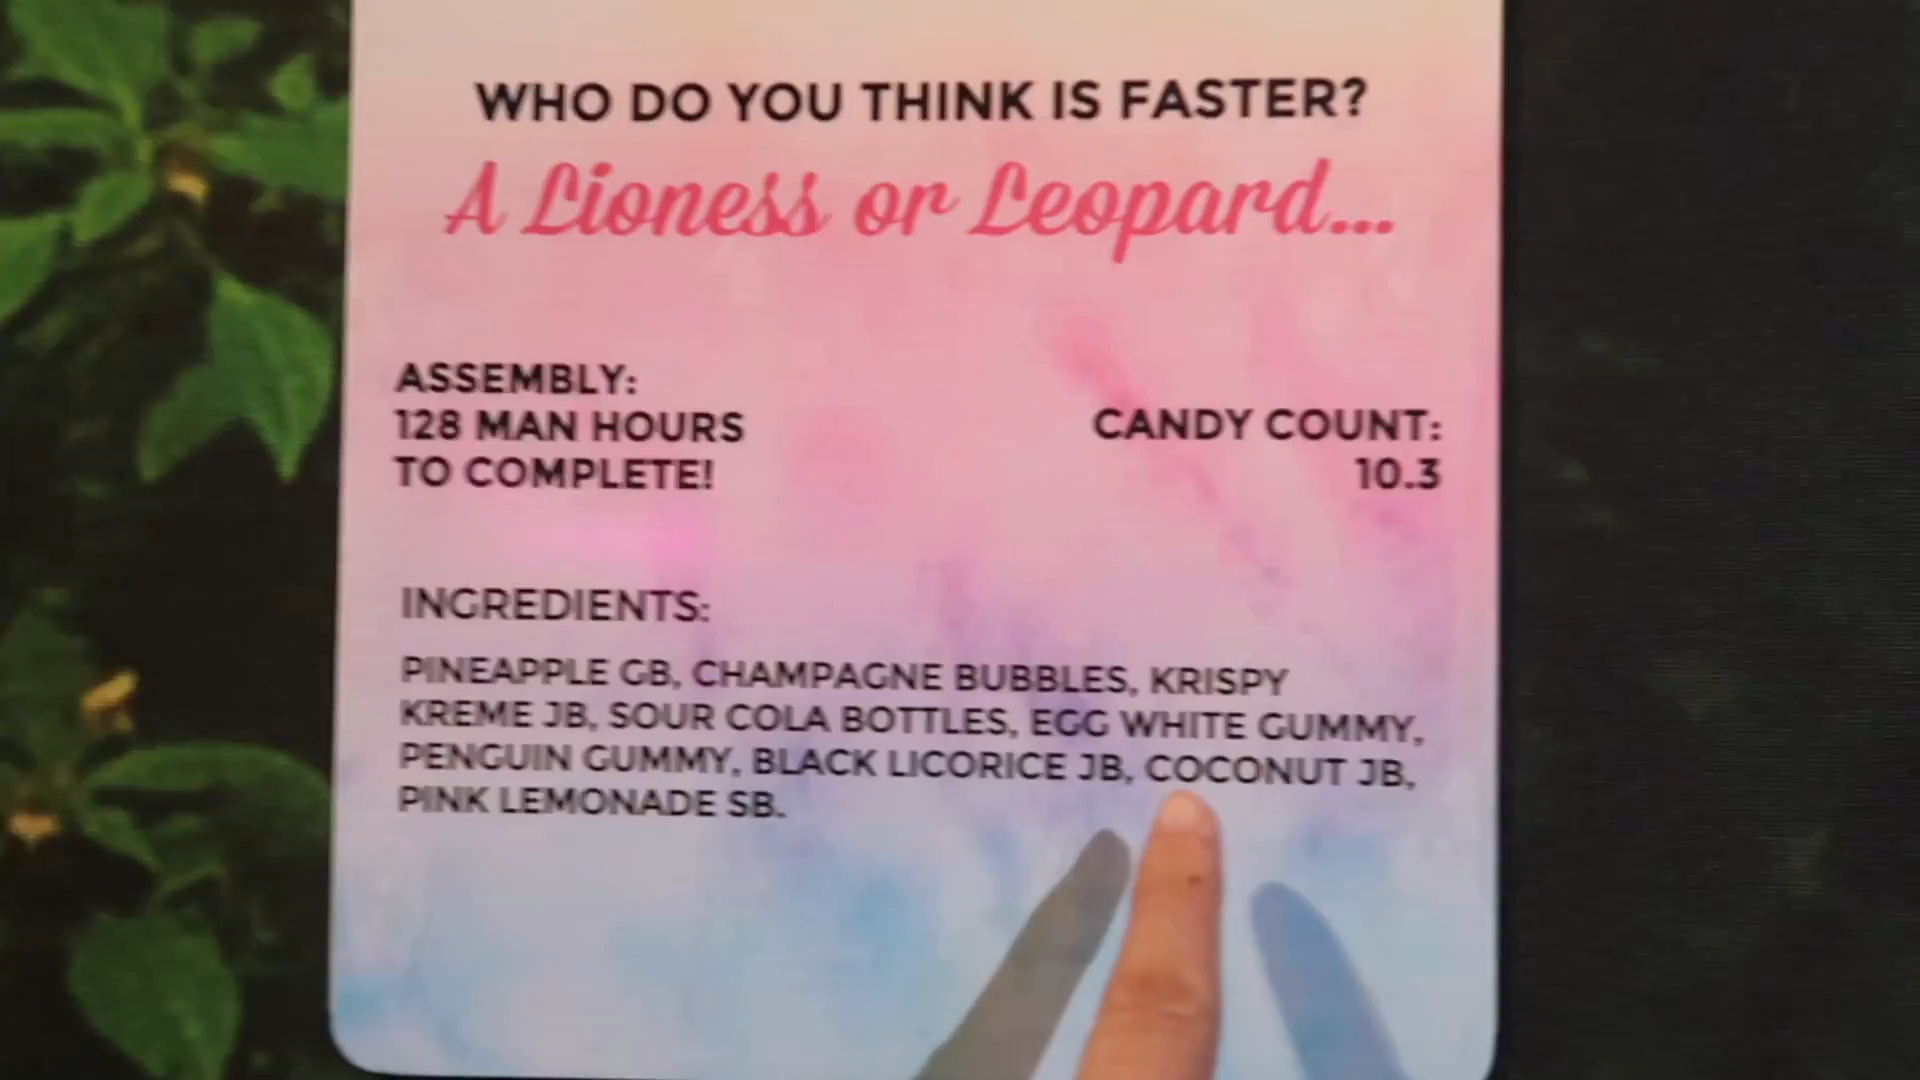 WHO DO YOU THINK IS FASTER?
A Lioness or Leopard...
ASSEMBLY:
128 MAN HOURS
TO COMPLETE!
CANDY COUNT:
10.3
INGREDIENTS:
PINEAPPLE GB, CHAMPAGNE BUBBLES, KRISPY
KREME JB, SOUR COLA BOTTLES, EGG WHITE GUMMY,
PENGUIN GUMMY, BLACK LICORICE JB, COCONUT JB,
PINK LEMONADE SB.